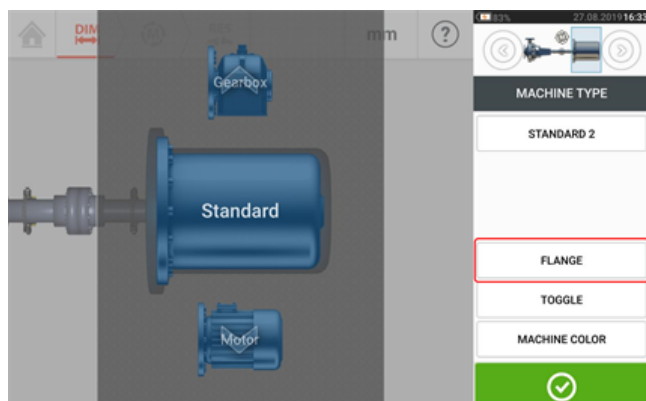 DIM
mm
?
83%
27.08.2019 16:33
Gearbox
Standard
Motor
MACHINE TYPE
STANDARD 2
FLANGE
TOGGLE
MACHINE COLOR